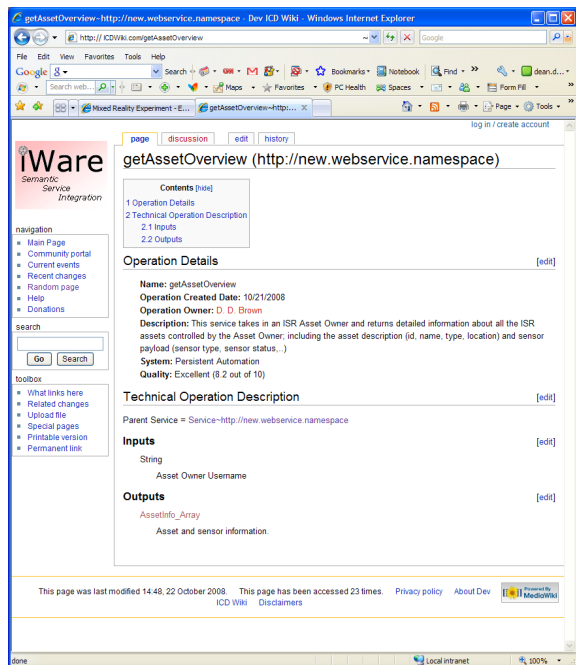 getAssetOverview~http://new.webservice.namespace - Dev ICD Wiki - Windows Internet Explorer
http:// ICDWiki.com/getAssetOverview
Google
File Edit View Favorites Tools Help
Google Search Bookmarks Notebook Find dean.d...
Search web... Maps Favorites PC Health Spaces Form Fill
Mixed Reality Experiment - E... getAssetOverview~http:... X Page Tools
log in / create account
page discussion edit history
iWare
Semantic
Service
Integration
getAssetOverview (http://new.webservice.namespace)
Contents [hide]
1 Operation Details
2 Technical Operation Description
2.1 Inputs
2.2 Outputs
navigation
Main Page
Community portal
Current events
Recent changes
Random page
Help
Donations
search
Go Search
toolbox
What links here
Related changes
Upload file
Special pages
Printable version
Permanent link
Operation Details [edit]
Name: getAssetOverview
Operation Created Date: 10/21/2008
Operation Owner: D. D. Brown
Description: This service takes in an ISR Asset Owner and returns detailed information about all the ISR
assets controlled by the Asset Owner; including the asset description (id, name, type, location) and sensor
payload (sensor type, sensor status,..)
System: Persistent Automation
Quality: Excellent (8.2 out of 10)
Technical Operation Description [edit]
Parent Service = Service~http://new.webservice.namespace
Inputs [edit]
String
Asset Owner Username
Outputs [edit]
AssetInfo_Array
Asset and sensor information.
This page was last modified 14:48, 22 October 2008. This page has been accessed 23 times. Privacy policy About Dev
ICD Wiki Disclaimers
Powered By
MediaWiki
done Local intranet 100%